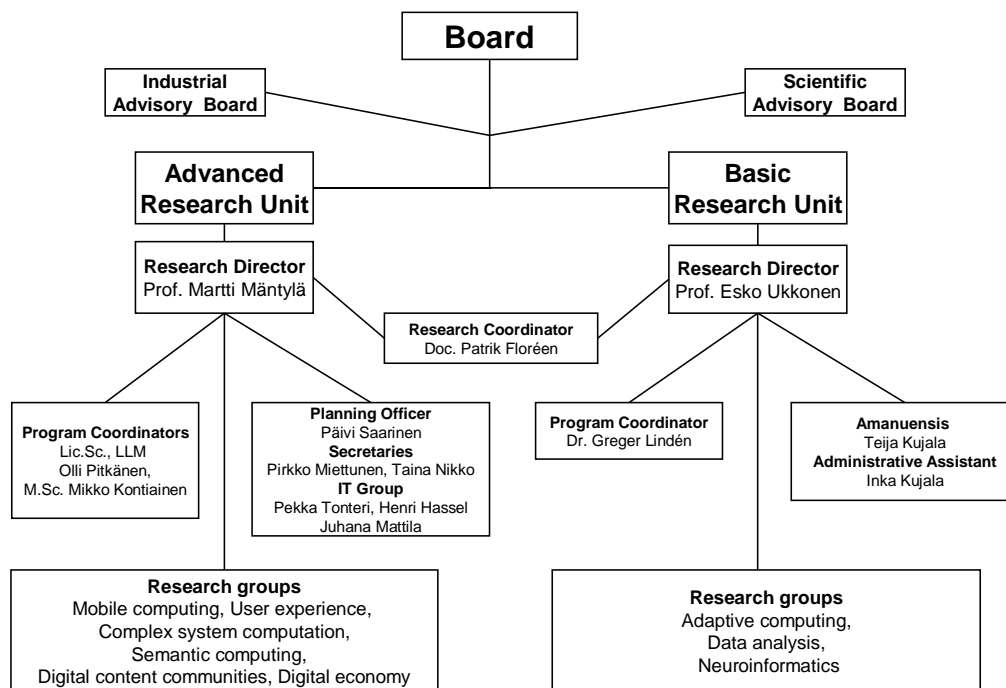 Board
Industrial
Advisory Board
Scientific
Advisory Board
Advanced
Research Unit
Basic
Research Unit
Research Director
Prof. Martti Mäntylä
Research Director
Prof. Esko Ukkonen
Research Coordinator
Doc. Patrik Floréen
Program Coordinators
Lic.Sc., LLM
Olli Pitkänen,
M.Sc. Mikko Kontiainen
Planning Officer
Päivi Saarinen
Secretaries
Pirkko Miettunen, Taina Nikko
IT Group
Pekka Tonteri, Henri Hassel
Juhana Mattila
Program Coordinator
Dr. Greger Lindén
Amanuensis
Teija Kujala
Administrative Assistant
Inka Kujala
Research groups
Mobile computing, User experience,
Complex system computation,
Semantic computing,
Digital content communities, Digital economy
Research groups
Adaptive computing,
Data analysis,
Neuroinformatics